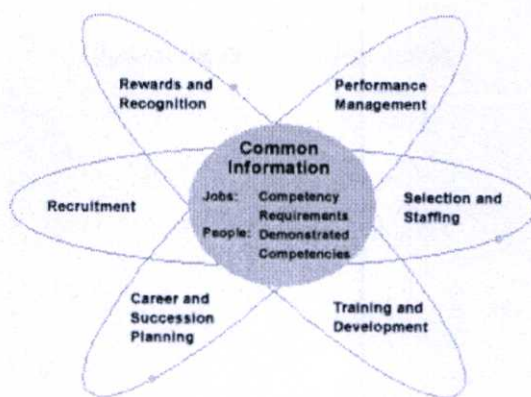 Rewards and
Recognition
Performance
Management
Common
Information
Jobs: Competency
Requirements
People: Demonstrated
Competencies
Recruitment
Selection and
Staffing
Career and
Succession
Planning
Training and
Development